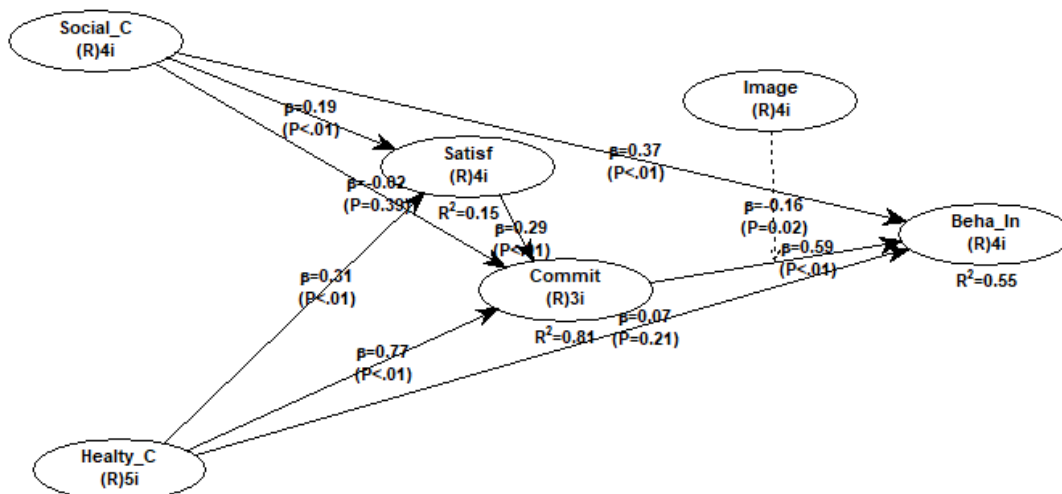 Social_C
(R)4i
Image
(R)4i
β=0.19
(P<.01)
Satisf
(R)4i
β=0.37
(P<.01)
β=-0.02
(P=0.39)
R²=0.15
β=-0.16
(P=0.02)
Beha_In
(R)4i
β=0.29
(P<.01)
β=0.59
(P<.01)
R²=0.55
Commit
(R)3i
β=0.31
(P<.01)
R²=0.81
β=0.07
(P=0.21)
β=0.77
(P<.01)
Healty_C
(R)5i